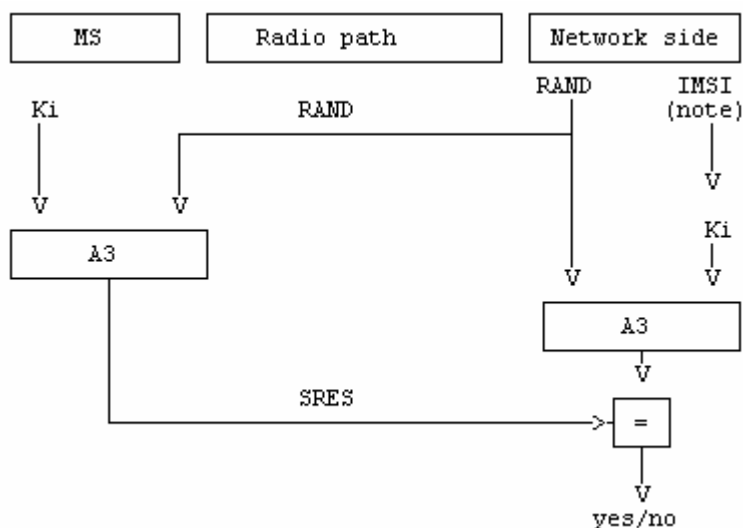 MS
Radio path
Network side
RAND
IMSI
(note)
Ki
RAND
Ki
A3
A3
SRES
=
yes/no